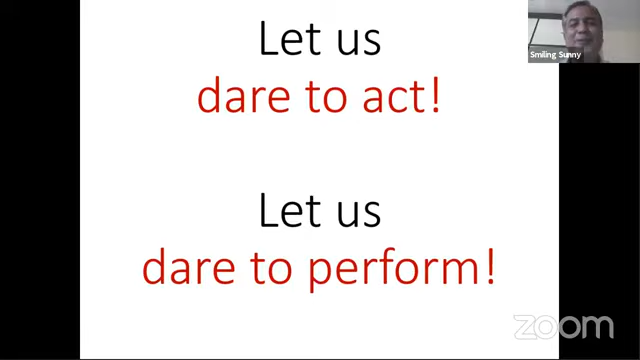 Let us
dare to act!
Let us
dare to perform!
Smiling Sunny
zoom